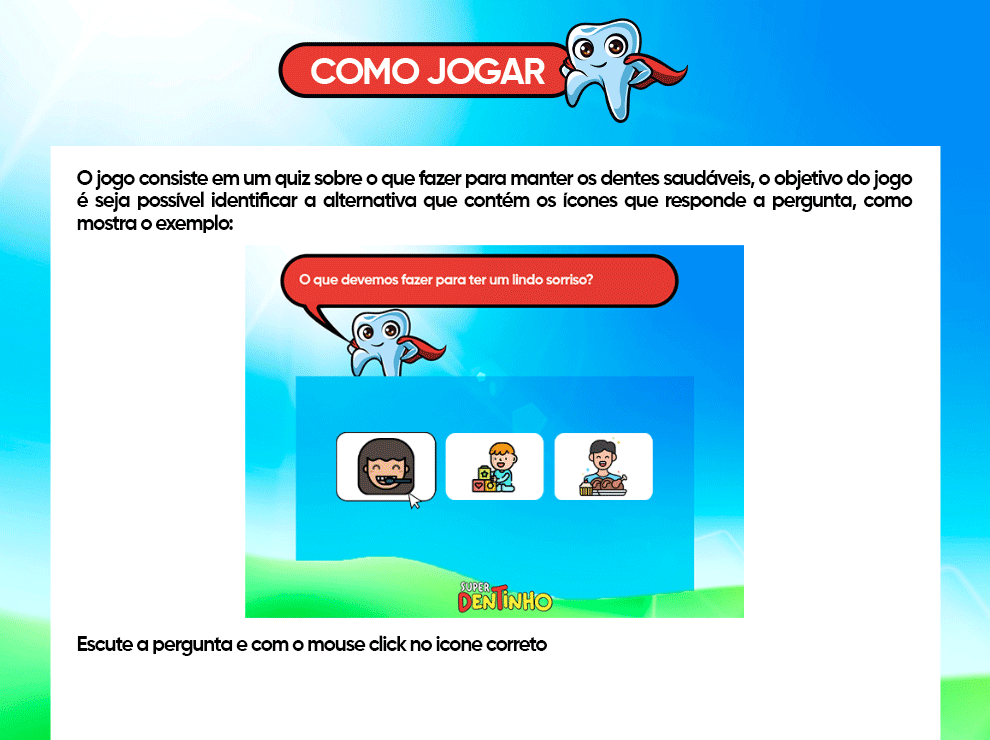 COMO JOGAR
O jogo consiste em um quiz sobre o que fazer para manter os dentes saudáveis, o objetivo do jogo
é seja possível identificar a alternativa que contém os ícones que responde a pergunta, como
mostra o exemplo:
O que devemos fazer para ter um lindo sorriso?
SUPER
DENTINHO
Escute a pergunta e com o mouse click no icone correto